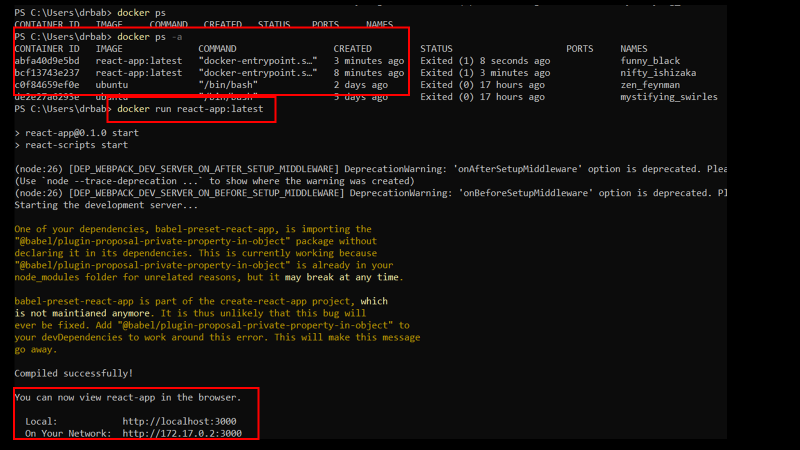 PS C:\Users\drbab> docker ps
CONTAINER ID IMAGE COMMAND CREATED STATUS PORTS NAMES
PS C:\Users\drbab> docker ps -a
CONTAINER ID IMAGE COMMAND CREATED STATUS PORTS NAMES
abfa40d9e5bd react-app:latest "docker-entrypoint.s…" 3 minutes ago Exited (1) 8 seconds ago funny_black
bcf13743e237 react-app:latest "docker-entrypoint.s…" 8 minutes ago Exited (1) 3 minutes ago nifty_ishizaka
c0f84659ef0e ubuntu "/bin/bash" 2 days ago Exited (0) 17 hours ago zen_feynman
de2e27a6293e ubuntu "/bin/bash" 5 days ago Exited (0) 17 hours ago mystifying_swirles
PS C:\Users\drbab> docker run react-app:latest
> react-app@0.1.0 start
> react-scripts start
(node:26) [DEP_WEBPACK_DEV_SERVER_ON_AFTER_SETUP_MIDDLEWARE] DeprecationWarning: 'onAfterSetupMiddleware' option is deprecated. Plea
(Use `node --trace-deprecation ...` to show where the warning was created)
(node:26) [DEP_WEBPACK_DEV_SERVER_ON_BEFORE_SETUP_MIDDLEWARE] DeprecationWarning: 'onBeforeSetupMiddleware' option is deprecated. Pl
Starting the development server...
One of your dependencies, babel-preset-react-app, is importing the
"@babel/plugin-proposal-private-property-in-object" package without
declaring it in its dependencies. This is currently working because
"@babel/plugin-proposal-private-property-in-object" is already in your
node_modules folder for unrelated reasons, but it may break at any time.
babel-preset-react-app is part of the create-react-app project, which
is not maintianed anymore. It is thus unlikely that this bug will
ever be fixed. Add "@babel/plugin-proposal-private-property-in-object" to
your devDependencies to work around this error. This will make this message
go away.
Compiled successfully!
You can now view react-app in the browser.
Local: http://localhost:3000
On Your Network: http://172.17.0.2:3000